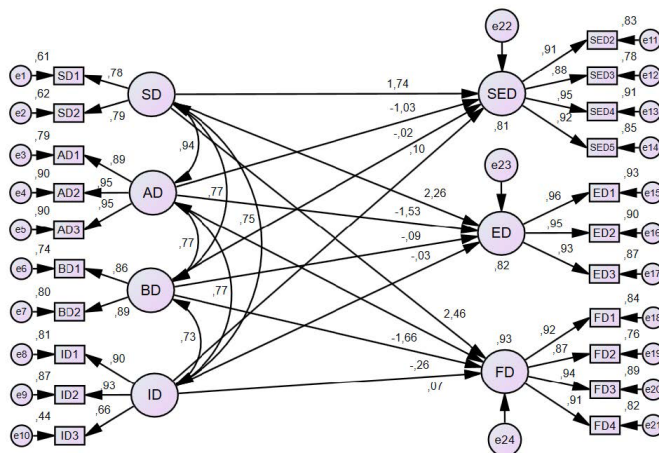 e22
,83
,61
,91
SED2
e11
e1
SD1
,78
,78
,88
SED3
e12
,62
SD
1,74
SED
,95
,91
e2
SD2
,79
-1,03
SED4
e13
,92
,85
,79
-,02
,81
SED5
e14
e3
AD1
,89
,94
,10
e23
,90
,77
,93
e4
AD2
,95
AD
,75
2,26
,96
ED1
e15
,90
,95
-1,53
ED
,95
,90
e5
AD3
ED2
e16
,74
,77
-,09
,93
,87
e6
BD1
,86
-,03
,82
ED3
e17
,80
BD
,77
e7
BD2
,89
2,46
,84
,93
,92
FD1
e18
,81
,73
-1,66
,76
e8
ID1
,90
,87
FD2
e19
,87
-,26
FD
,94
,89
e9
ID2
,93
ID
,07
FD3
e20
,44
,66
,91
,82
e10
ID3
FD4
e21
e24